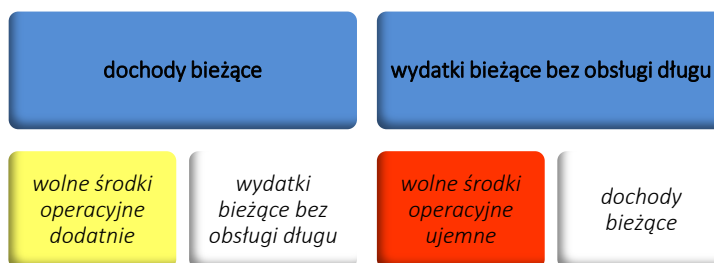 dochody bieżące
wydatki bieżące bez obsługi długu
wolne środki
operacyjne
dodatnie
wydatki
bieżące bez
obsługi długu
wolne środki
operacyjne
ujemne
dochody
bieżące